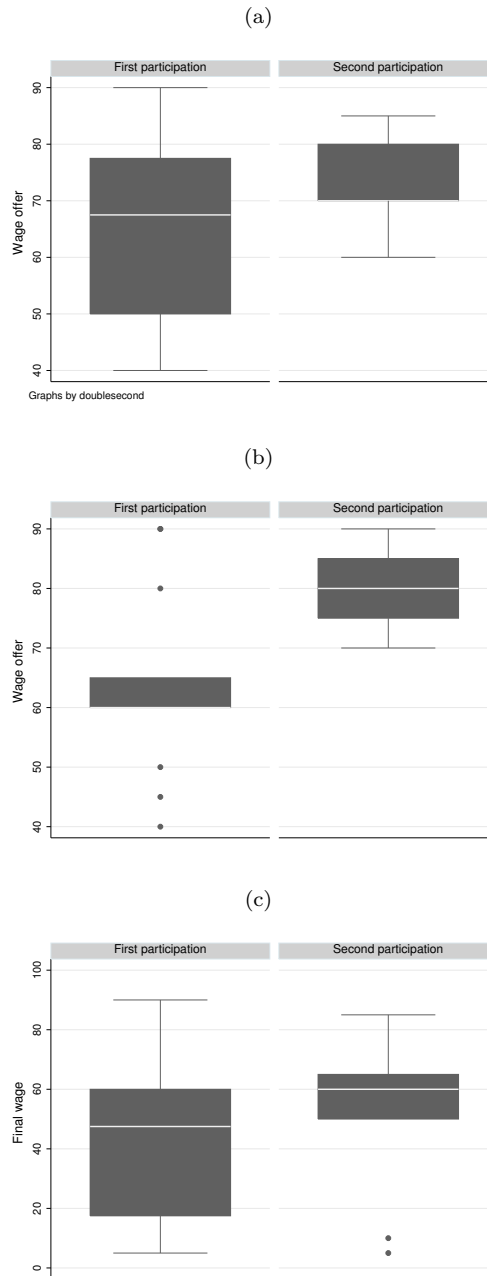 (a)
First participation Second participation
90
80
70
60
50
40
Wage offer
Graphs by doublesecond
(b)
First participation Second participation
90
80
70
60
50
40
Wage offer
(c)
First participation Second participation
100
80
60
40
20
0
Final wage